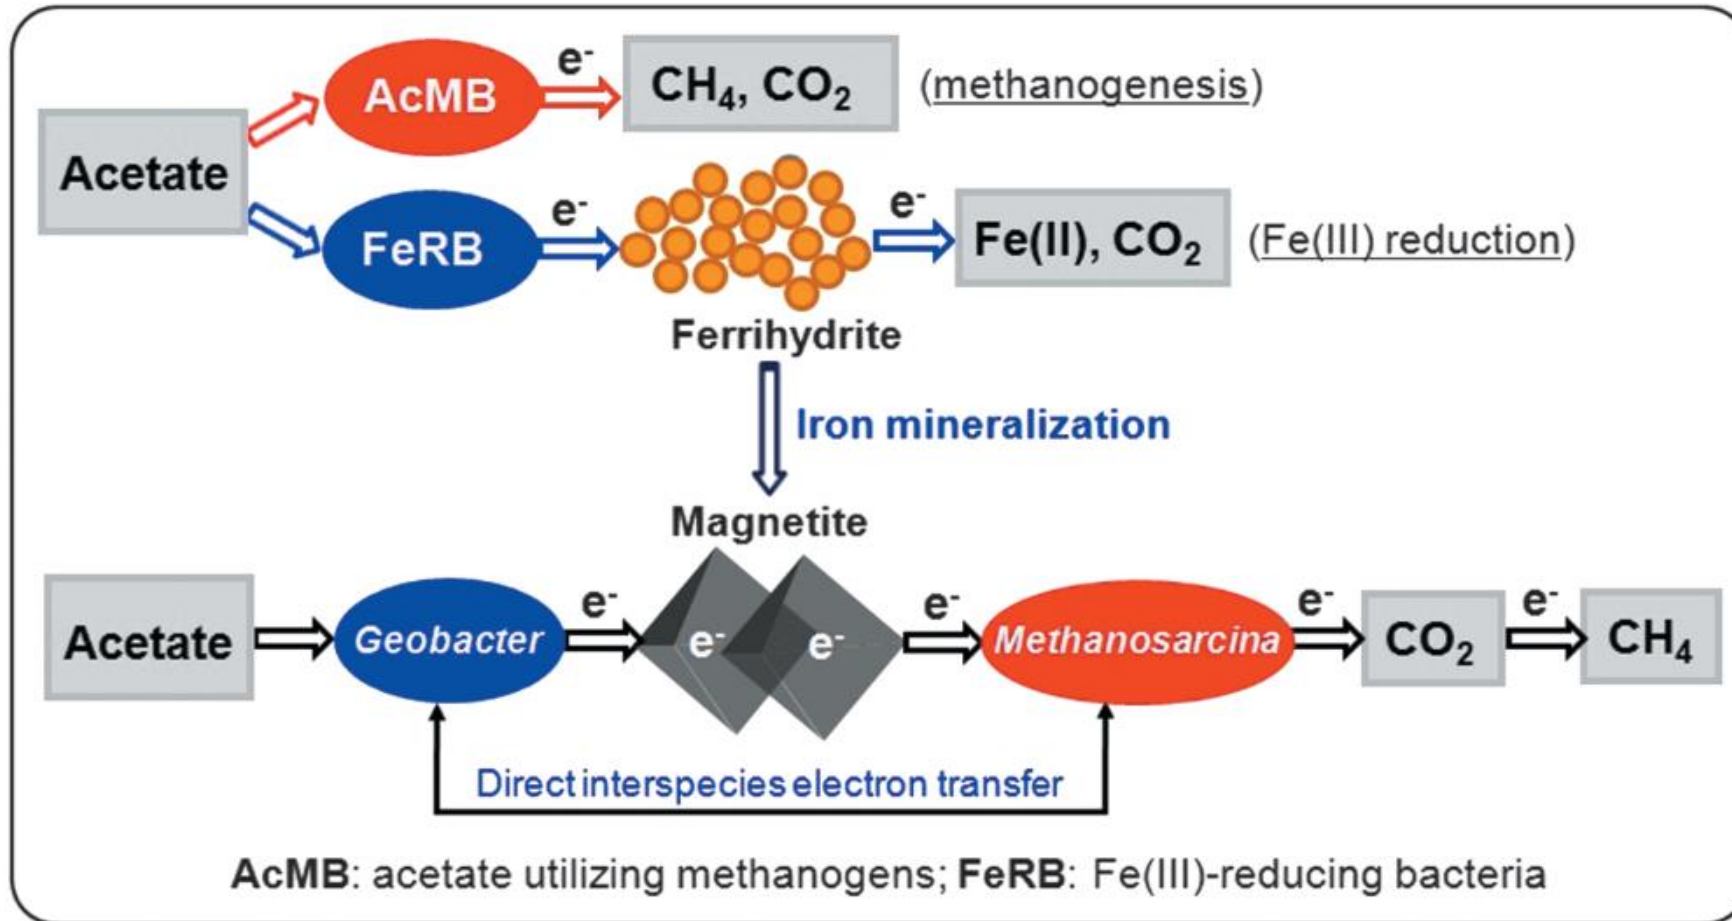 AcMB
e⁻
CH₄, CO₂
(methanogenesis)
Acetate
FeRB
e⁻
e⁻
Fe(II), CO₂
(Fe(III) reduction)
Ferrihydrite
Iron mineralization
Magnetite
Acetate
Geobacter
e⁻
e⁻
e⁻
e⁻
Methanosarcina
e⁻
CO₂
e⁻
CH₄
Direct interspecies electron transfer
AcMB: acetate utilizing methanogens; FeRB: Fe(III)-reducing bacteria